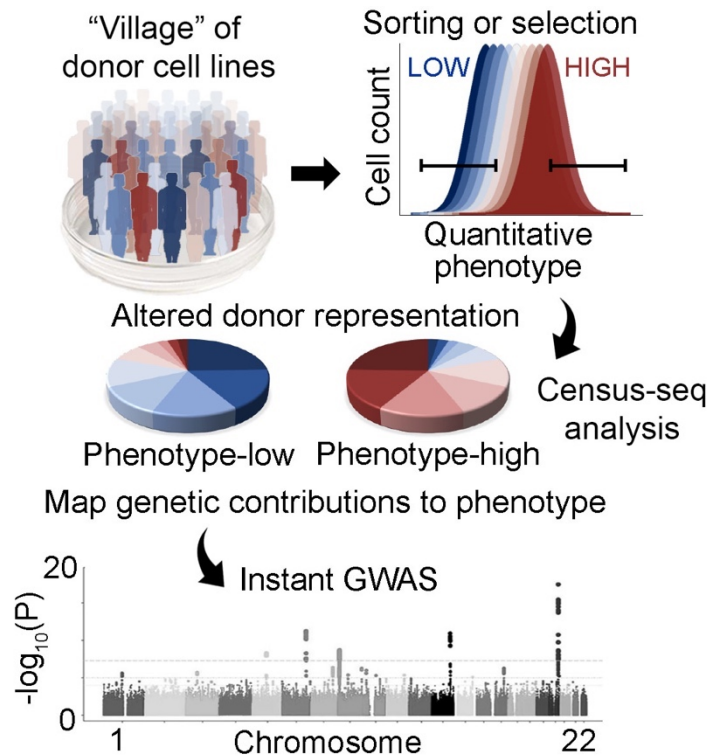 “Village” of
donor cell lines
Sorting or selection
LOW
HIGH
Cell count
Quantitative
phenotype
Altered donor representation
Phenotype-low
Phenotype-high
Census-seq
analysis
Map genetic contributions to phenotype
Instant GWAS
20
-log10(P)
0
1
Chromosome
22